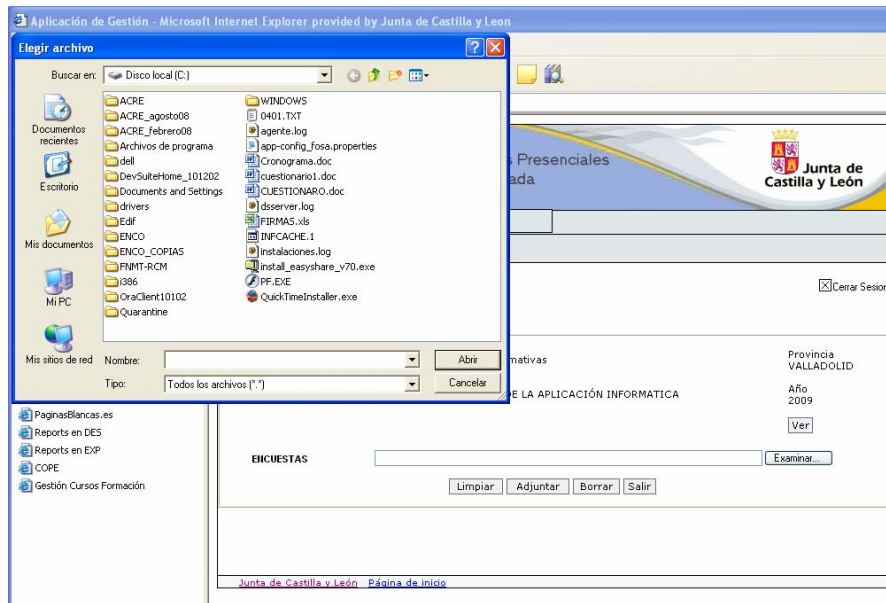 Aplicación de Gestión - Microsoft Internet Explorer provided by Junta de Castilla y Leon
Elegir archivo
Buscar en: Disco local (C:)
Documentos recientes
Escritorio
Mis documentos
Mi PC
Mis sitios de red
ACRE
ACRE_agosto08
ACRE_febrero08
Archivos de programa
dell
DevSuiteHome_101202
Documents and Settings
drivers
Edif
ENCO
ENCO_COPIAS
FNMT-RCM
i386
OraClient10102
Quarantine
WINDOWS
0401.TXT
agente.log
app-config_fosa.properties
Cronograma.doc
cuestionario1.doc
CUESTIONARO.doc
dsserver.log
FIRMAS.xls
INFCACHE.1
instalaciones.log
install_easyshare_v70.exe
PF.EXE
QuickTimeInstaller.exe
Nombre:
Abrir
Tipo: Todos los archivos (*.*)
Cancelar
s Presenciales
ada
Junta de
Castilla y León
Cerrar Sesion
mativas
Provincia
VALLADOLID
DE LA APLICACIÓN INFORMATICA
Año
2009
Ver
PaginasBlancas.es
Reports en DES
Reports en EXP
COPE
Gestión Cursos Formación
ENCUESTAS
Examinar...
Limpiar Adjuntar Borrar Salir
Junta de Castilla y León Página de inicio